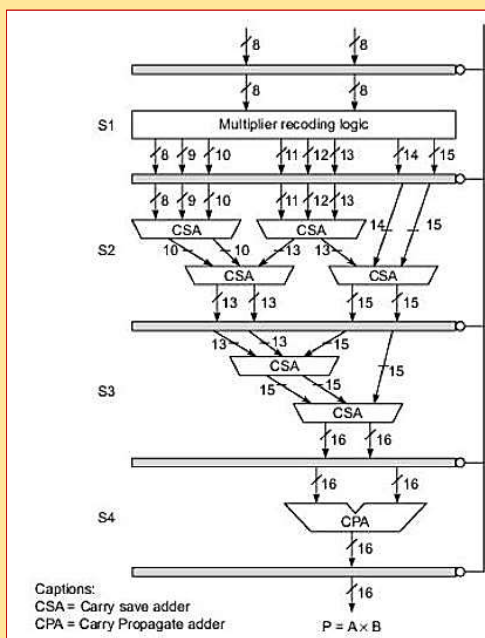 8 8
8 8
S1 Multiplier recoding logic
8 9 10 11 12 13 14 15
8 9 10 11 12 13 14 15
CSA CSA
S2
10 10 13 13
CSA CSA
13 13 15 15
13 13 15
CSA 15
S3
15 15
CSA
16 16
16 16
S4 CPA
16
16
Captions:
CSA = Carry save adder
CPA = Carry Propagate adder P = A × B